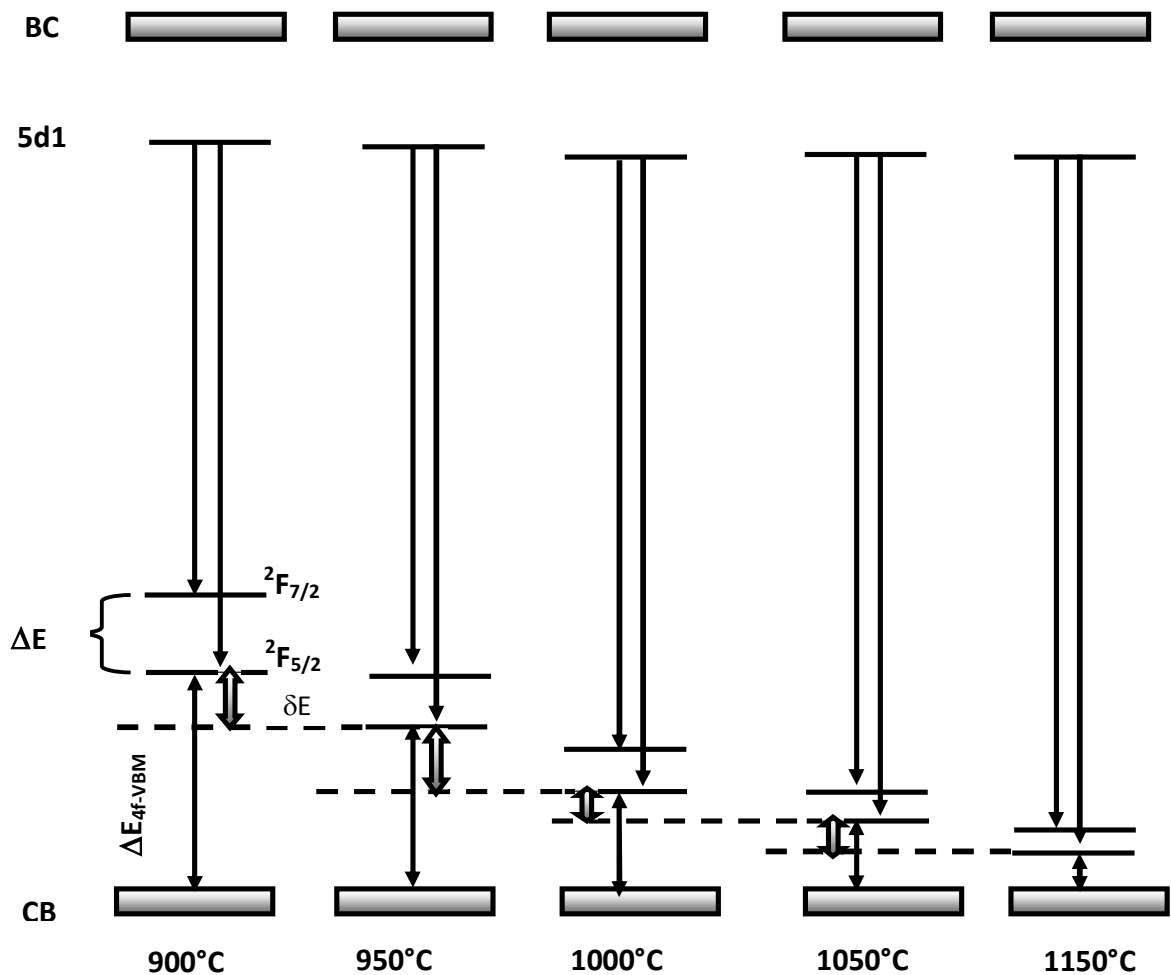 BC
5d1
²F₇/₂
ΔE
²F₅/₂
δE
ΔE₄f-VBM
CB
900°C 950°C 1000°C 1050°C 1150°C